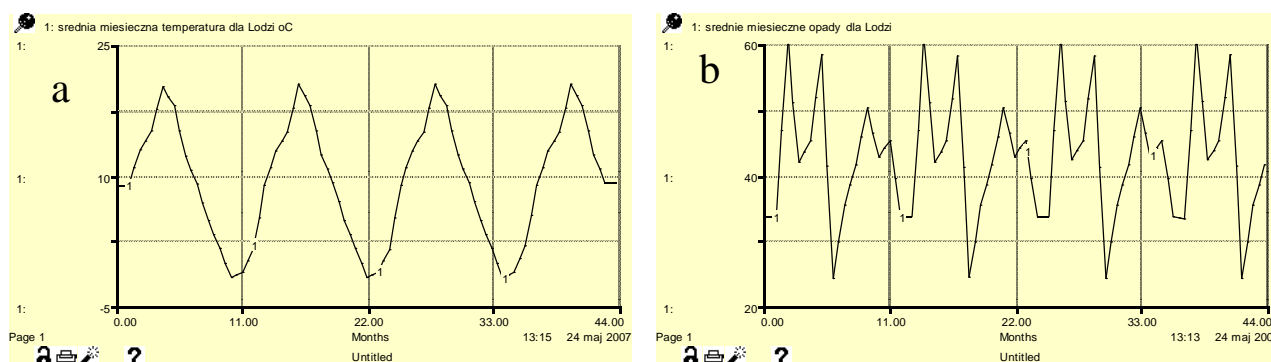 1: srednia miesieczna temperatura dla Lodzi oC
1: 25
a
1
1: 10
1
1
1
1: -5
0.00 11.00 22.00 33.00 44.00
Page 1 Months 13:15 24 maj 2007
a ?
Untitled
1: srednie miesieczne opady dla Lodzi
1: 60
b
1
1: 40
1
1
1
1: 20
0.00 11.00 22.00 33.00 44.00
Page 1 Months 13:13 24 maj 200
a ?
Untitled